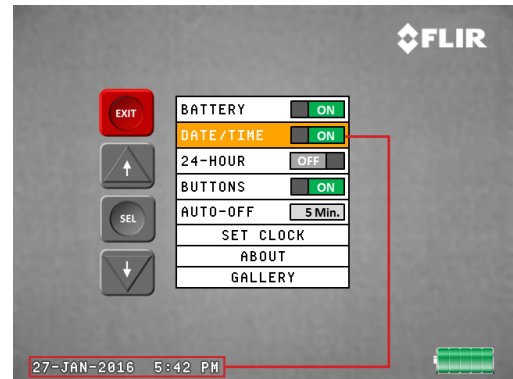 FLIR
EXIT
BATTERY ON
DATE/TIME ON
24-HOUR OFF
BUTTONS ON
SEL
AUTO-OFF 5 Min.
SET CLOCK
ABOUT
GALLERY
27-JAN-2016 5:42 PM